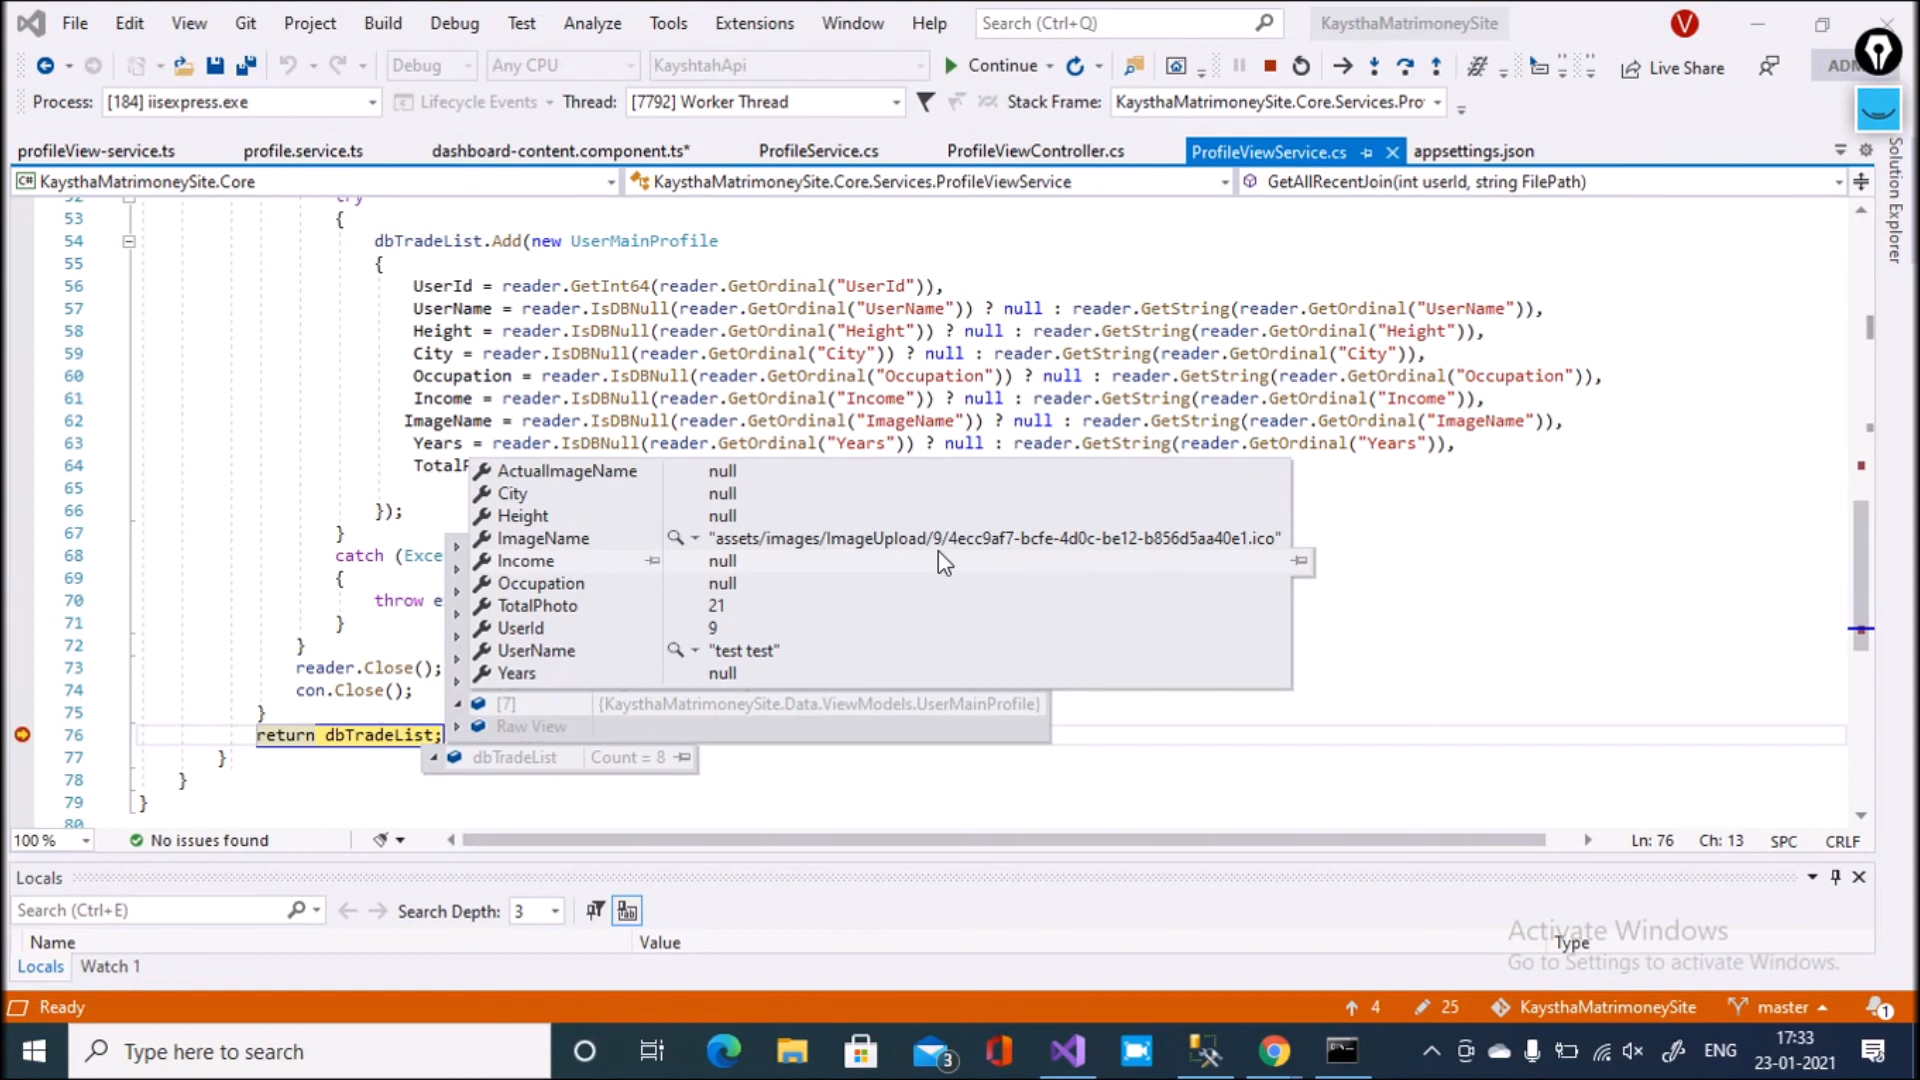 File Edit View Git Project Build Debug Test Analyze Tools Extensions Window Help Search (Ctrl+Q) KaysthaMatrimoneySite V
Debug Any CPU KayshtahApi Continue Live Share
Process: [184] iisexpress.exe Lifecycle Events Thread: [7792] Worker Thread Stack Frame: KaysthaMatrimoneySite.Core.Services.Pro
profileView-service.ts profile.service.ts dashboard-content.component.ts* ProfileService.cs ProfileViewController.cs ProfileViewService.cs appsettings.json
C# KaysthaMatrimoneySite.Core KaysthaMatrimoneySite.Core.Services.ProfileViewService GetAllRecentJoin(int userId, string FilePath)
Solution Explorer
52 try
53 {
54 dbTradeList.Add(new UserMainProfile
55 {
56 UserId = reader.GetInt64(reader.GetOrdinal("UserId")),
57 UserName = reader.IsDBNull(reader.GetOrdinal("UserName")) ? null : reader.GetString(reader.GetOrdinal("UserName")),
58 Height = reader.IsDBNull(reader.GetOrdinal("Height")) ? null : reader.GetString(reader.GetOrdinal("Height")),
59 City = reader.IsDBNull(reader.GetOrdinal("City")) ? null : reader.GetString(reader.GetOrdinal("City")),
60 Occupation = reader.IsDBNull(reader.GetOrdinal("Occupation")) ? null : reader.GetString(reader.GetOrdinal("Occupation")),
61 Income = reader.IsDBNull(reader.GetOrdinal("Income")) ? null : reader.GetString(reader.GetOrdinal("Income")),
62 ImageName = reader.IsDBNull(reader.GetOrdinal("ImageName")) ? null : reader.GetString(reader.GetOrdinal("ImageName")),
63 Years = reader.IsDBNull(reader.GetOrdinal("Years")) ? null : reader.GetString(reader.GetOrdinal("Years")),
64 TotalP
65
66 });
67 }
68 catch (Exce
69 {
70 throw e
71 }
72 }
73 reader.Close();
74 con.Close();
75 }
76 return dbTradeList;
77 }
78 }
79 }
80
ActualImageName null
City null
Height null
ImageName "assets/images/ImageUpload/9/4ecc9af7-bcfe-4d0c-be12-b856d5aa40e1.ico"
Income null
Occupation null
TotalPhoto 21
UserId 9
UserName "test test"
Years null
[7] {KaysthaMatrimoneySite.Data.ViewModels.UserMainProfile}
Raw View
dbTradeList Count = 8
100 % No issues found Ln: 76 Ch: 13 SPC CRLF
Locals
Search (Ctrl+E) Search Depth: 3
Name Value Type
Locals Watch 1
Activate Windows
Go to Settings to activate Windows.
Ready 4 25 KaysthaMatrimoneySite master 1
Type here to search 3 ENG 17:33
23-01-2021